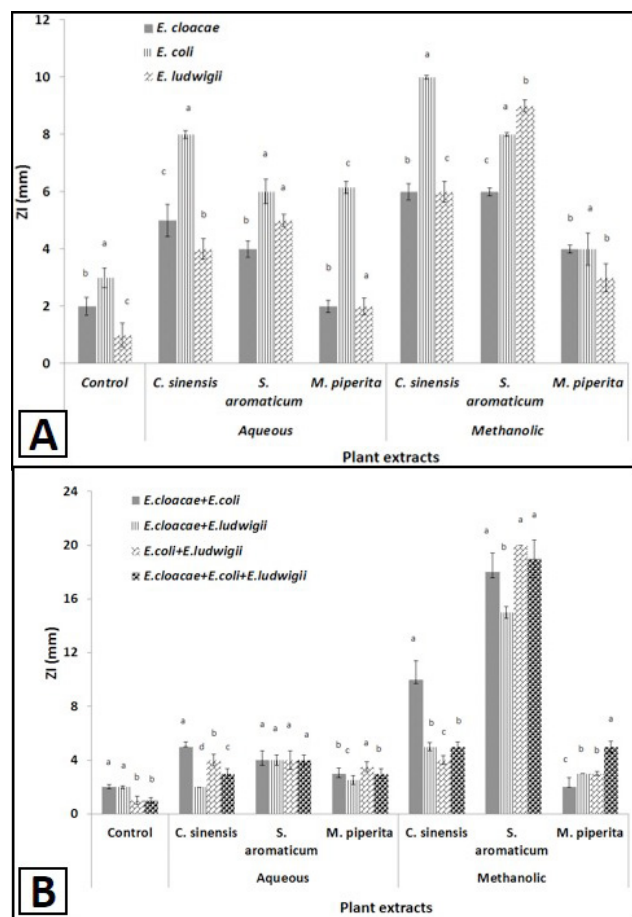 12
E. cloacae
E. coli
E. ludwigii
10
8
6
4
2
0
ZI (mm)
b a c
c a b
b a a
b c a
b a c
c a b
b a b
Control C. sinensis S. aromaticum M. piperita C. sinensis S. aromaticum M. piperita
Aqueous Methanolic
Plant extracts
A
24
E.cloacae+E.coli
E.cloacae+E.ludwigii
E.coli+E.ludwigii
E.cloacae+E.coli+E.ludwigii
20
16
12
8
4
0
ZI (mm)
a a b b
a d b c
a a a a
b c a b
a b c b
a b a a
c b b a
Control C. sinensis S. aromaticum M. piperita C. sinensis S. aromaticum M. piperita
Aqueous Methanolic
Plant extracts
B